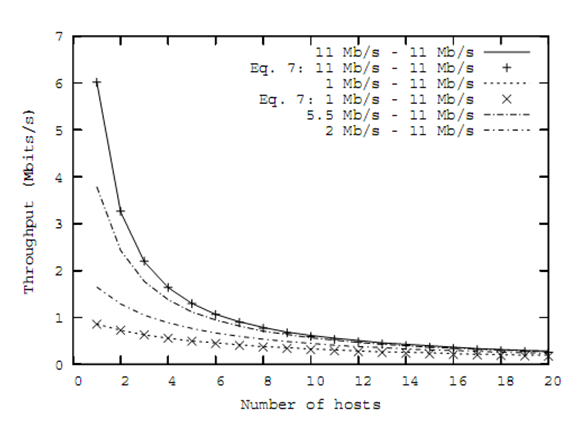 7
6
5
4
3
2
1
0
Throughput (Mbits/s)
11 Mb/s - 11 Mb/s
Eq. 7: 11 Mb/s - 11 Mb/s
1 Mb/s - 11 Mb/s
Eq. 7: 1 Mb/s - 11 Mb/s
5.5 Mb/s - 11 Mb/s
2 Mb/s - 11 Mb/s
0 2 4 6 8 10 12 14 16 18 20
Number of hosts